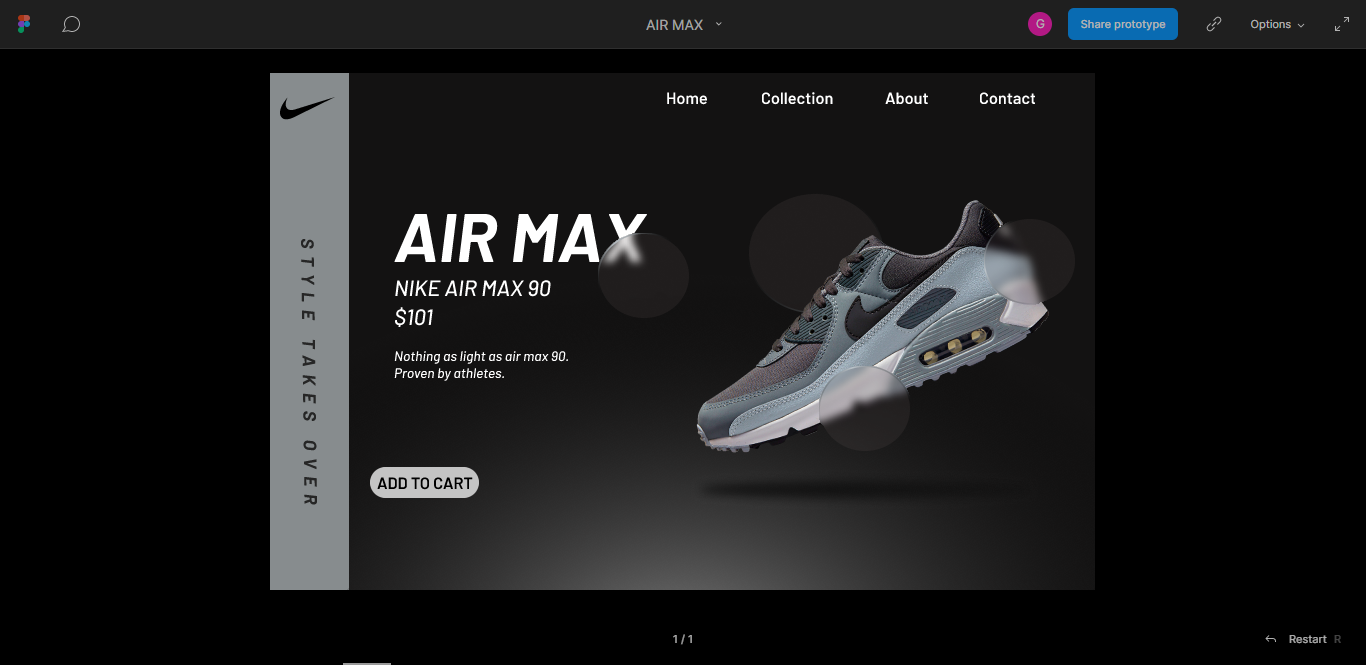 AIR MAX
G
Share prototype
Options
Home
Collection
About
Contact
STYLE TAKES OVER
AIR MAX
NIKE AIR MAX 90
$101
Nothing as light as air max 90.
Proven by athletes.
ADD TO CART
1 / 1
Restart R